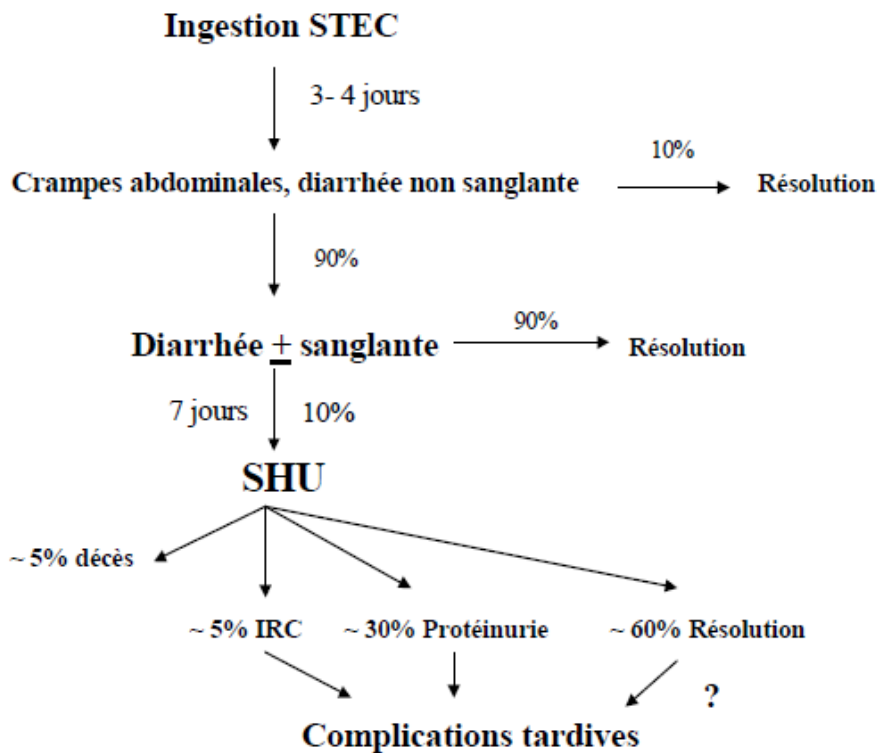 Ingestion STEC
3- 4 jours
10%
Crampes abdominales, diarrhée non sanglante
Résolution
90%
90%
Diarrhée ± sanglante
Résolution
7 jours
10%
SHU
~ 5% décès
~ 5% IRC
~ 30% Protéinurie
~ 60% Résolution
?
Complications tardives